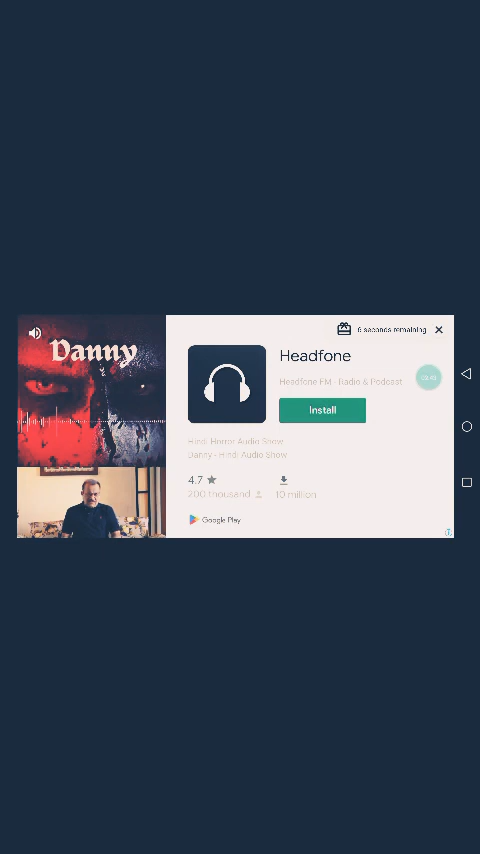 Danny
6 seconds remaining
Headfone
Headfone FM - Radio & Podcast
Install
Hindi Horror Audio Show
Danny - Hindi Audio Show
4.7
200 thousand
10 million
Google Play